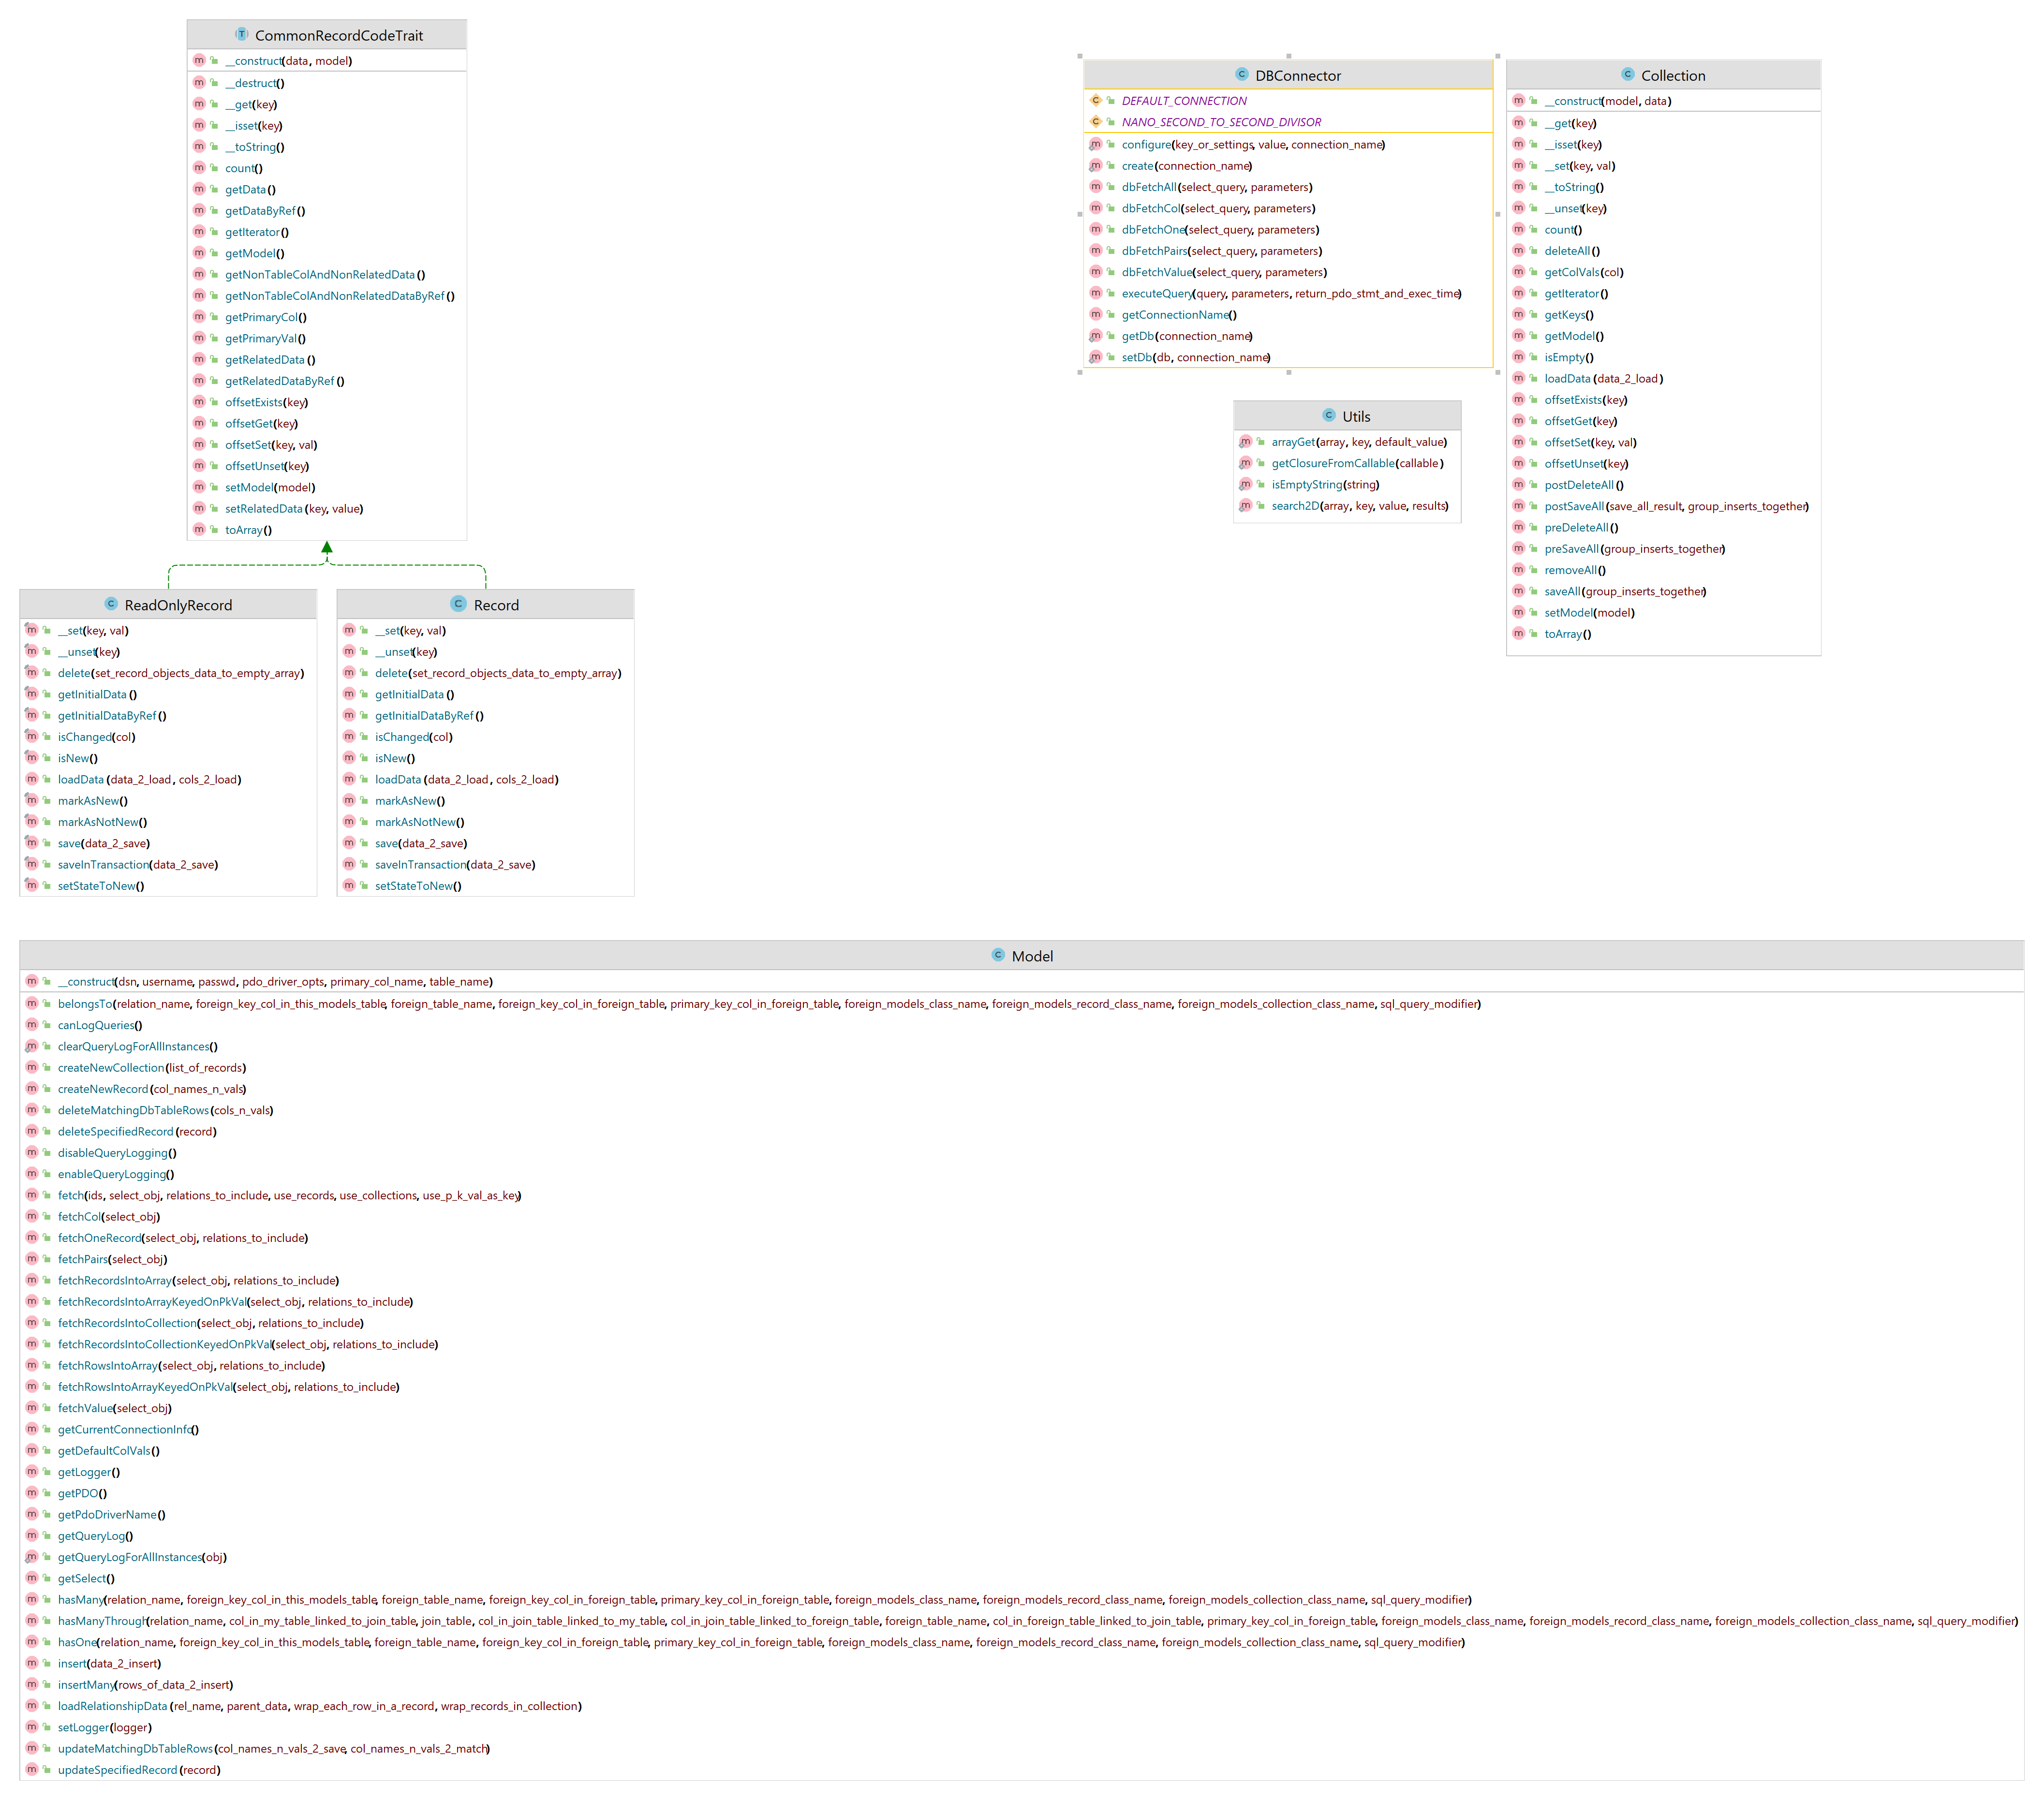 CommonRecordCodeTrait
__construct(data, model)
__destruct()
__get(key)
__isset(key)
__toString()
count()
getData()
getDataByRef()
getIterator()
getModel()
getNonTableColAndNonRelatedData()
getNonTableColAndNonRelatedDataByRef()
getPrimaryCol()
getPrimaryVal()
getRelatedData()
getRelatedDataByRef()
offsetExists(key)
offsetGet(key)
offsetSet(key, val)
offsetUnset(key)
setModel(model)
setRelatedData(key, value)
toArray()
DBConnector
DEFAULT_CONNECTION
NANO_SECOND_TO_SECOND_DIVISOR
configure(key_or_settings, value, connection_name)
create(connection_name)
dbFetchAll(select_query, parameters)
dbFetchCol(select_query, parameters)
dbFetchOne(select_query, parameters)
dbFetchPairs(select_query, parameters)
dbFetchValue(select_query, parameters)
executeQuery(query, parameters, return_pdo_stmt_and_exec_time)
getConnectionName()
getDb(connection_name)
setDb(db, connection_name)
Utils
arrayGet(array, key, default_value)
getClosureFromCallable(callable)
isEmptyString(string)
search2D(array, key, value, results)
Collection
__construct(model, data)
__get(key)
__isset(key)
__set(key, val)
__toString()
__unset(key)
count()
deleteAll()
getColVals(col)
getIterator()
getKeys()
getModel()
isEmpty()
loadData(data_2_load)
offsetExists(key)
offsetGet(key)
offsetSet(key, val)
offsetUnset(key)
postDeleteAll()
postSaveAll(save_all_result, group_inserts_together)
preDeleteAll()
preSaveAll(group_inserts_together)
removeAll()
saveAll(group_inserts_together)
setModel(model)
toArray()
ReadOnlyRecord
__set(key, val)
__unset(key)
delete(set_record_objects_data_to_empty_array)
getInitialData()
getInitialDataByRef()
isChanged(col)
isNew()
loadData(data_2_load, cols_2_load)
markAsNew()
markAsNotNew()
save(data_2_save)
saveInTransaction(data_2_save)
setStateToNew()
Record
__set(key, val)
__unset(key)
delete(set_record_objects_data_to_empty_array)
getInitialData()
getInitialDataByRef()
isChanged(col)
isNew()
loadData(data_2_load, cols_2_load)
markAsNew()
markAsNotNew()
save(data_2_save)
saveInTransaction(data_2_save)
setStateToNew()
Model
__construct(dsn, username, passwd, pdo_driver_opts, primary_col_name, table_name)
belongsTo(relation_name, foreign_key_col_in_this_models_table, foreign_table_name, foreign_key_col_in_foreign_table, primary_key_col_in_foreign_table, foreign_models_class_name, foreign_models_record_class_name, foreign_models_collection_class_name, sql_query_modifier)
canLogQueries()
clearQueryLogForAllInstances()
createNewCollection(list_of_records)
createNewRecord(col_names_n_vals)
deleteMatchingDbTableRows(cols_n_vals)
deleteSpecifiedRecord(record)
disableQueryLogging()
enableQueryLogging()
fetch(ids, select_obj, relations_to_include, use_records, use_collections, use_p_k_val_as_key)
fetchCol(select_obj)
fetchOneRecord(select_obj, relations_to_include)
fetchPairs(select_obj)
fetchRecordsIntoArray(select_obj, relations_to_include)
fetchRecordsIntoArrayKeyedOnPkVal(select_obj, relations_to_include)
fetchRecordsIntoCollection(select_obj, relations_to_include)
fetchRecordsIntoCollectionKeyedOnPkVal(select_obj, relations_to_include)
fetchRowsIntoArray(select_obj, relations_to_include)
fetchRowsIntoArrayKeyedOnPkVal(select_obj, relations_to_include)
fetchValue(select_obj)
getCurrentConnectionInfo()
getDefaultColVals()
getLogger()
getPDO()
getPdoDriverName()
getQueryLog()
getQueryLogForAllInstances(obj)
getSelect()
hasMany(relation_name, foreign_key_col_in_this_models_table, foreign_table_name, foreign_key_col_in_foreign_table, primary_key_col_in_foreign_table, foreign_models_class_name, foreign_models_record_class_name, foreign_models_collection_class_name, sql_query_modifier)
hasManyThrough(relation_name, col_in_my_table_linked_to_join_table, join_table, col_in_join_table_linked_to_my_table, col_in_join_table_linked_to_foreign_table, foreign_table_name, col_in_foreign_table_linked_to_join_table, primary_key_col_in_foreign_table, foreign_models_class_name, foreign_models_record_class_name, foreign_models_collection_class_name, sql_query_modifier)
hasOne(relation_name, foreign_key_col_in_this_models_table, foreign_table_name, foreign_key_col_in_foreign_table, primary_key_col_in_foreign_table, foreign_models_class_name, foreign_models_record_class_name, foreign_models_collection_class_name, sql_query_modifier)
insert(data_2_insert)
insertMany(rows_of_data_2_insert)
loadRelationshipData(rel_name, parent_data, wrap_each_row_in_a_record, wrap_records_in_collection)
setLogger(logger)
updateMatchingDbTableRows(col_names_n_vals_2_save, col_names_n_vals_2_match)
updateSpecifiedRecord(record)